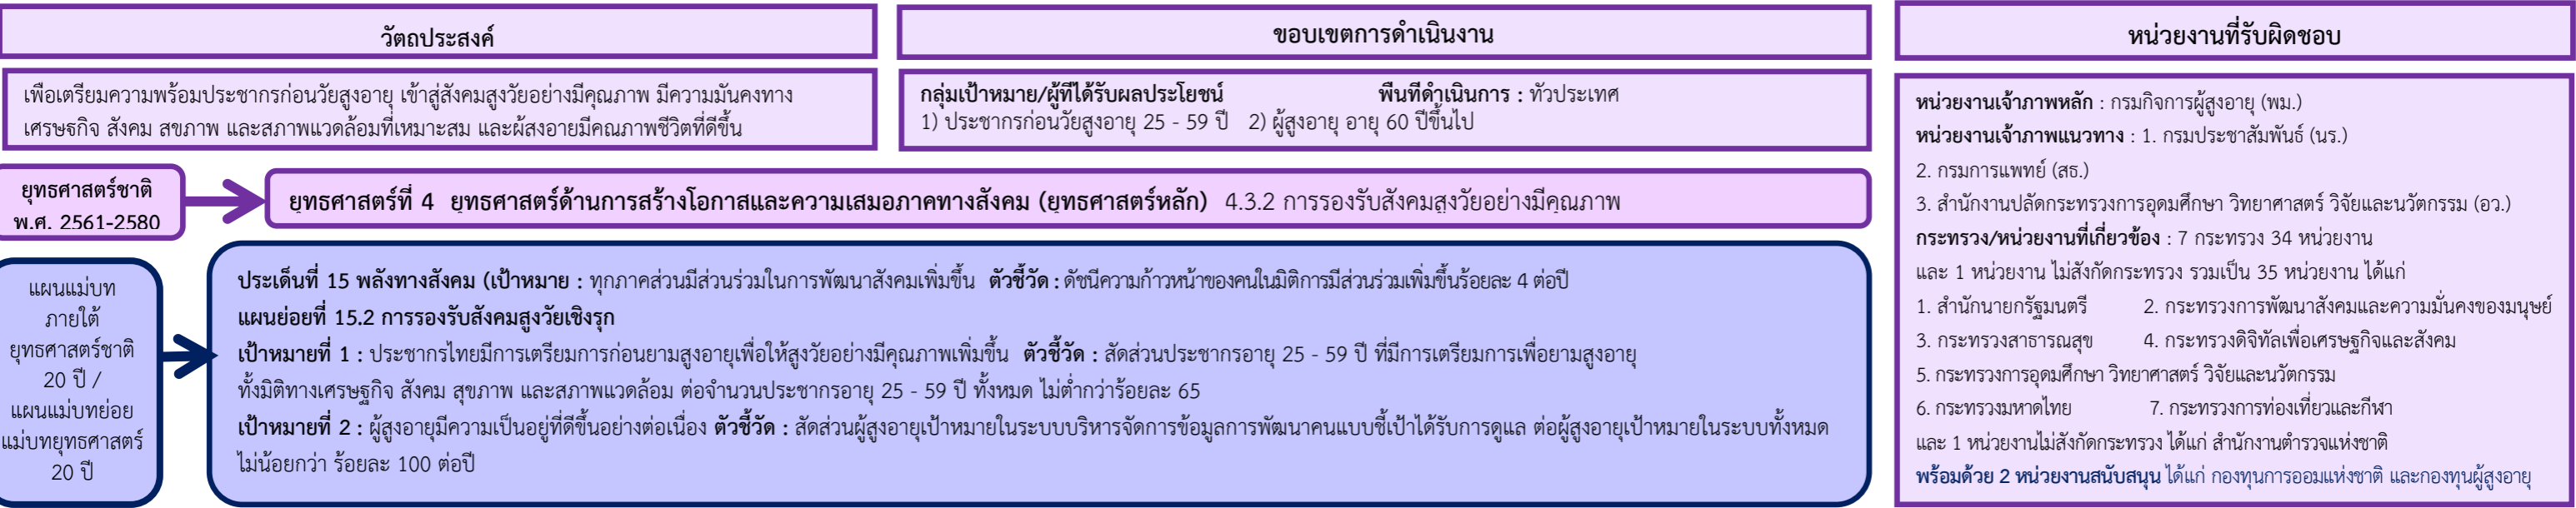 วัตถุประสงค์
เพื่อเตรียมความพร้อมประชากรก่อนวัยสูงอายุ เข้าสู่สังคมสูงวัยอย่างมีคุณภาพ มีความมั่นคงทาง
เศรษฐกิจ สังคม สุขภาพ และสภาพแวดล้อมที่เหมาะสม และผู้สูงอายุมีคุณภาพชีวิตที่ดีขึ้น
ขอบเขตการดำเนินงาน
กลุ่มเป้าหมาย/ผู้ที่ได้รับผลประโยชน์ พื้นที่ดำเนินการ : ทั่วประเทศ
1) ประชากรก่อนวัยสูงอายุ 25 - 59 ปี 2) ผู้สูงอายุ อายุ 60 ปีขึ้นไป
ยุทธศาสตร์ชาติ
พ.ศ. 2561-2580
ยุทธศาสตร์ที่ 4 ยุทธศาสตร์ด้านการสร้างโอกาสและความเสมอภาคทางสังคม (ยุทธศาสตร์หลัก) 4.3.2 การรองรับสังคมสูงวัยอย่างมีคุณภาพ
แผนแม่บท
ภายใต้
ยุทธศาสตร์ชาติ
20 ปี /
แผนแม่บทย่อย
แม่บทยุทธศาสตร์
20 ปี
ประเด็นที่ 15 พลังทางสังคม (เป้าหมาย : ทุกภาคส่วนมีส่วนร่วมในการพัฒนาสังคมเพิ่มขึ้น ตัวชี้วัด : ดัชนีความก้าวหน้าของคนในมิติการมีส่วนร่วมเพิ่มขึ้นร้อยละ 4 ต่อปี
แผนย่อยที่ 15.2 การรองรับสังคมสูงวัยเชิงรุก
เป้าหมายที่ 1 : ประชากรไทยมีการเตรียมการก่อนยามสูงอายุเพื่อให้สูงวัยอย่างมีคุณภาพเพิ่มขึ้น ตัวชี้วัด : สัดส่วนประชากรอายุ 25 - 59 ปี ที่มีการเตรียมการเพื่อยามสูงอายุ
ทั้งมิติทางเศรษฐกิจ สังคม สุขภาพ และสภาพแวดล้อม ต่อจำนวนประชากรอายุ 25 - 59 ปี ทั้งหมด ไม่ต่ำกว่าร้อยละ 65
เป้าหมายที่ 2 : ผู้สูงอายุมีความเป็นอยู่ที่ดีขึ้นอย่างต่อเนื่อง ตัวชี้วัด : สัดส่วนผู้สูงอายุเป้าหมายในระบบบริหารจัดการข้อมูลการพัฒนาคนแบบชี้เป้าได้รับการดูแล ต่อผู้สูงอายุเป้าหมายในระบบทั้งหมด
ไม่น้อยกว่า ร้อยละ 100 ต่อปี
หน่วยงานที่รับผิดชอบ
หน่วยงานเจ้าภาพหลัก : กรมกิจการผู้สูงอายุ (พม.)
หน่วยงานเจ้าภาพแนวทาง : 1. กรมประชาสัมพันธ์ (นร.)
2. กรมการแพทย์ (สธ.)
3. สำนักงานปลัดกระทรวงการอุดมศึกษา วิทยาศาสตร์ วิจัยและนวัตกรรม (อว.)
กระทรวง/หน่วยงานที่เกี่ยวข้อง : 7 กระทรวง 34 หน่วยงาน
และ 1 หน่วยงาน ไม่สังกัดกระทรวง รวมเป็น 35 หน่วยงาน ได้แก่
1. สำนักนายกรัฐมนตรี 2. กระทรวงการพัฒนาสังคมและความมั่นคงของมนุษย์
3. กระทรวงสาธารณสุข 4. กระทรวงดิจิทัลเพื่อเศรษฐกิจและสังคม
5. กระทรวงการอุดมศึกษา วิทยาศาสตร์ วิจัยและนวัตกรรม
6. กระทรวงมหาดไทย 7. กระทรวงการท่องเที่ยวและกีฬา
และ 1 หน่วยงานไม่สังกัดกระทรวง ได้แก่ สำนักงานตำรวจแห่งชาติ
พร้อมด้วย 2 หน่วยงานสนับสนุน ได้แก่ กองทุนการออมแห่งชาติ และกองทุนผู้สูงอายุ